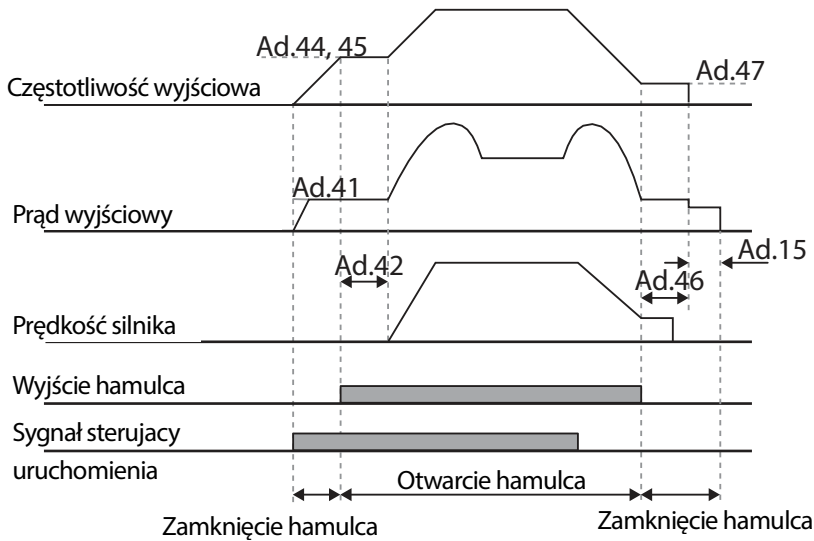 Ad.44, 45
Ad.47
Częstotliwość wyjściowa
Ad.41
Prąd wyjściowy
Ad.15
Ad.42
Ad.46
Prędkość silnika
Wyjście hamulca
Sygnał sterujacy
uruchomienia
Otwarcie hamulca
Zamknięcie hamulca
Zamknięcie hamulca